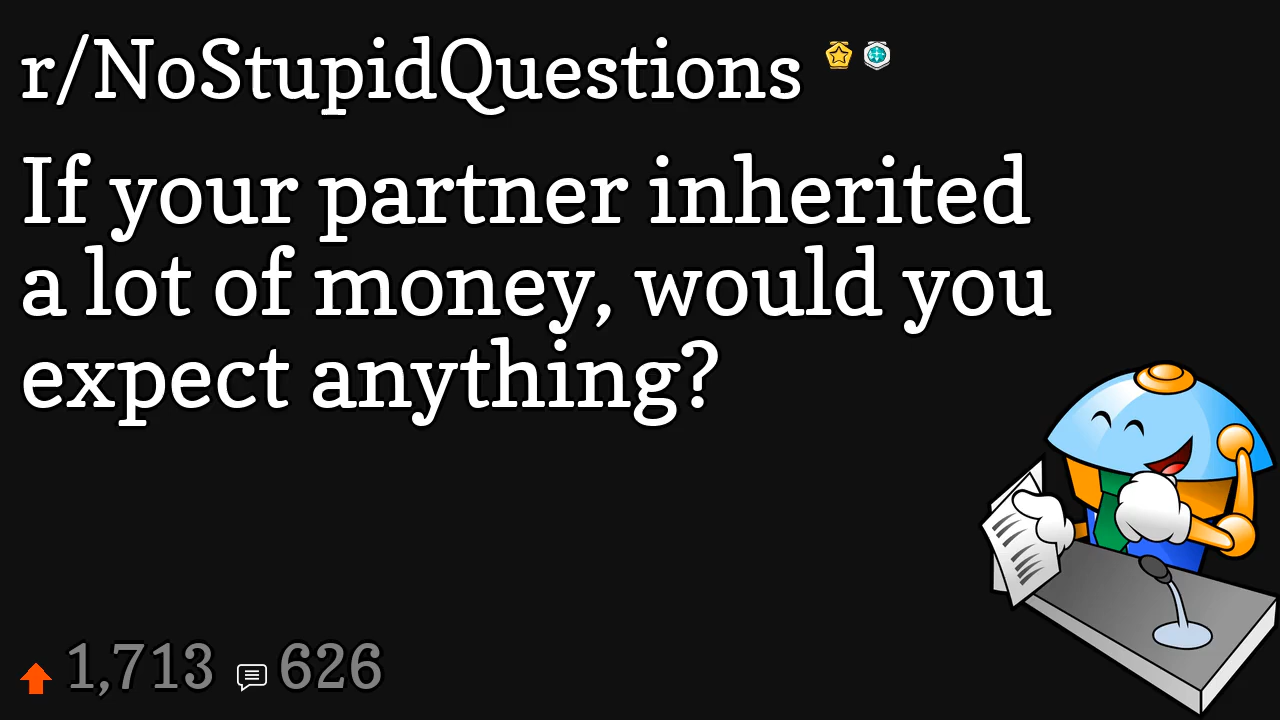 r/NoStupidQuestions
If your partner inherited
a lot of money, would you
expect anything?
1,713 626